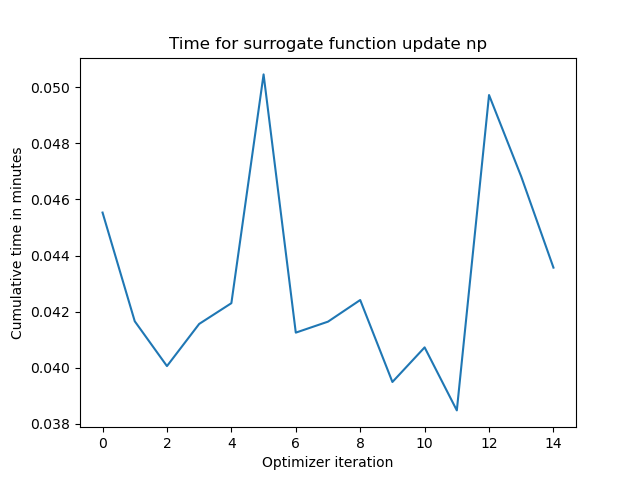 Time for surrogate function update np
Cumulative time in minutes
0.050
0.048
0.046
0.044
0.042
0.040
0.038
0 2 4 6 8 10 12 14
Optimizer iteration